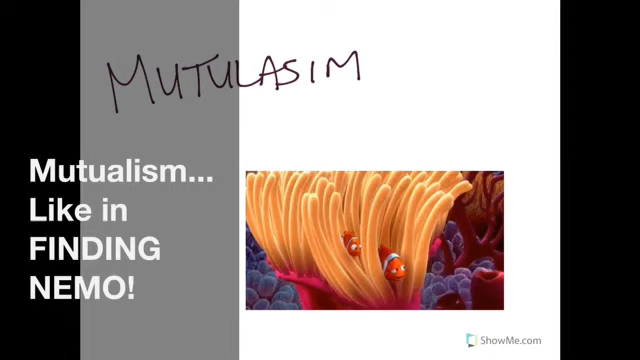 MUTULASIM
Mutualism...
Like in
FINDING
NEMO!
ShowMe.com